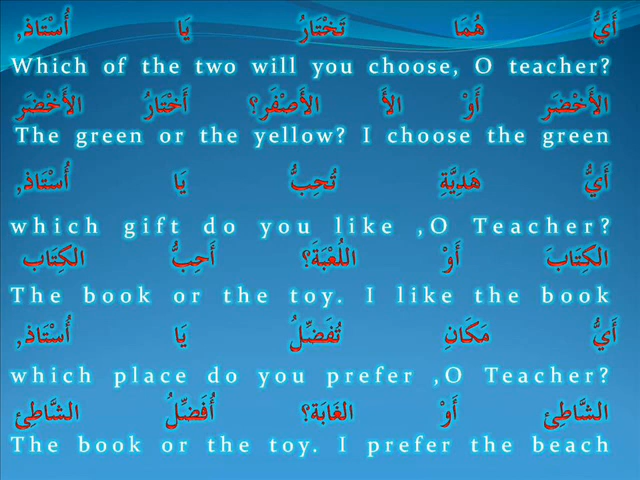 أَيُّ هُمَا تَخْتَارُ يَا أُسْتَاذ,
Which of the two will you choose, O teacher?
الأَخْضَر أَوْ الأَ الأَصْفَر؟ أَخْتَارُ الأَخْضَر
The green or the yellow? I choose the green
أَيُّ هَدِيَّةِ تُحِبُّ يَا أُسْتَاذ,
which gift do you like ,O Teacher?
الكِتَابَ أَوْ اللُعْبَةَ؟ أَحِبُّ الكِتَاب
The book or the toy. I like the book
أَيُّ مَكَانِ تُفَضِّلُ يَا أُسْتَاذ,
which place do you prefer ,O Teacher?
الشَّاطِئ أَوْ الغَابَة؟ أُفَضِّلُ الشَّاطِئ
The book or the toy. I prefer the beach